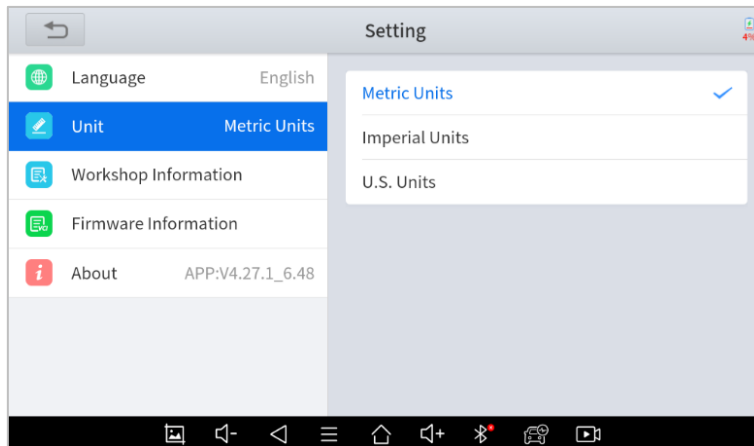 Setting
4%
Language English
Unit Metric Units
Workshop Information
Firmware Information
About APP:V4.27.1_6.48
Metric Units
Imperial Units
U.S. Units